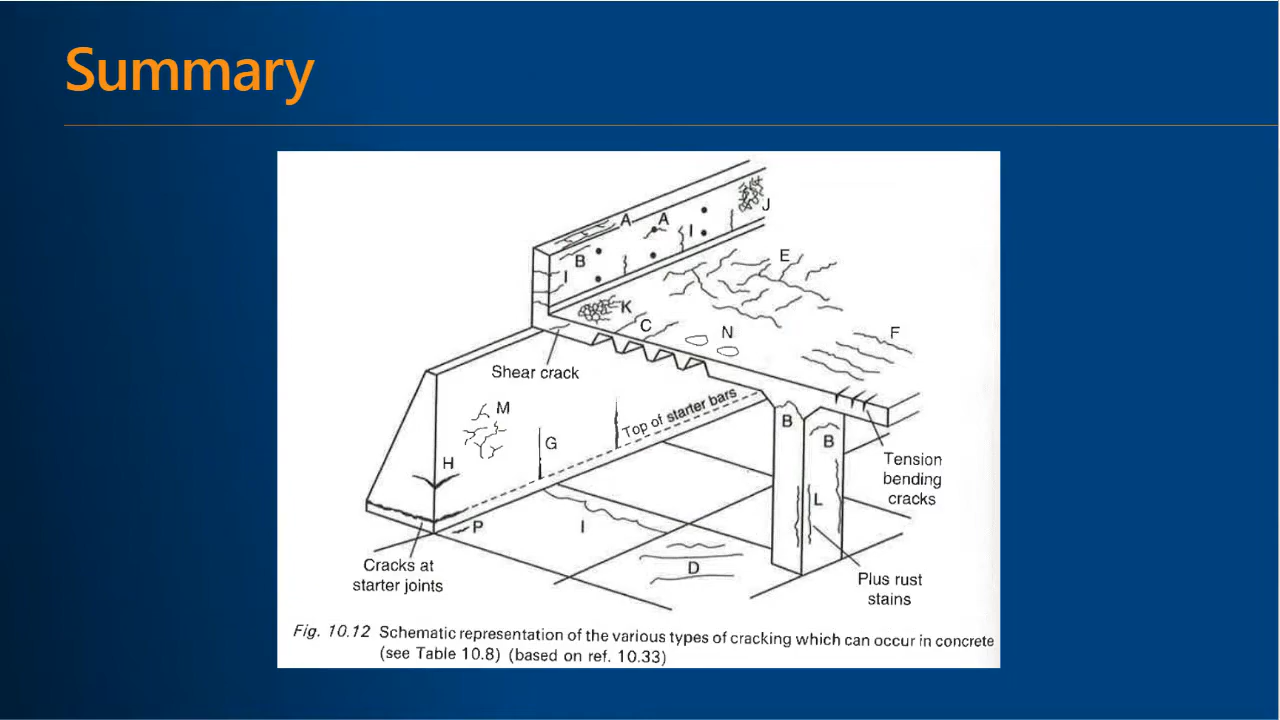 Summary
A
A
J
I
B
I
E
K
C
N
F
Shear crack
M
Top of starter bars
B
G
B
H
Tension
bending
cracks
L
P
I
Cracks at
starter joints
D
Plus rust
stains
Fig. 10.12 Schematic representation of the various types of cracking which can occur in concrete
(see Table 10.8) (based on ref. 10.33)